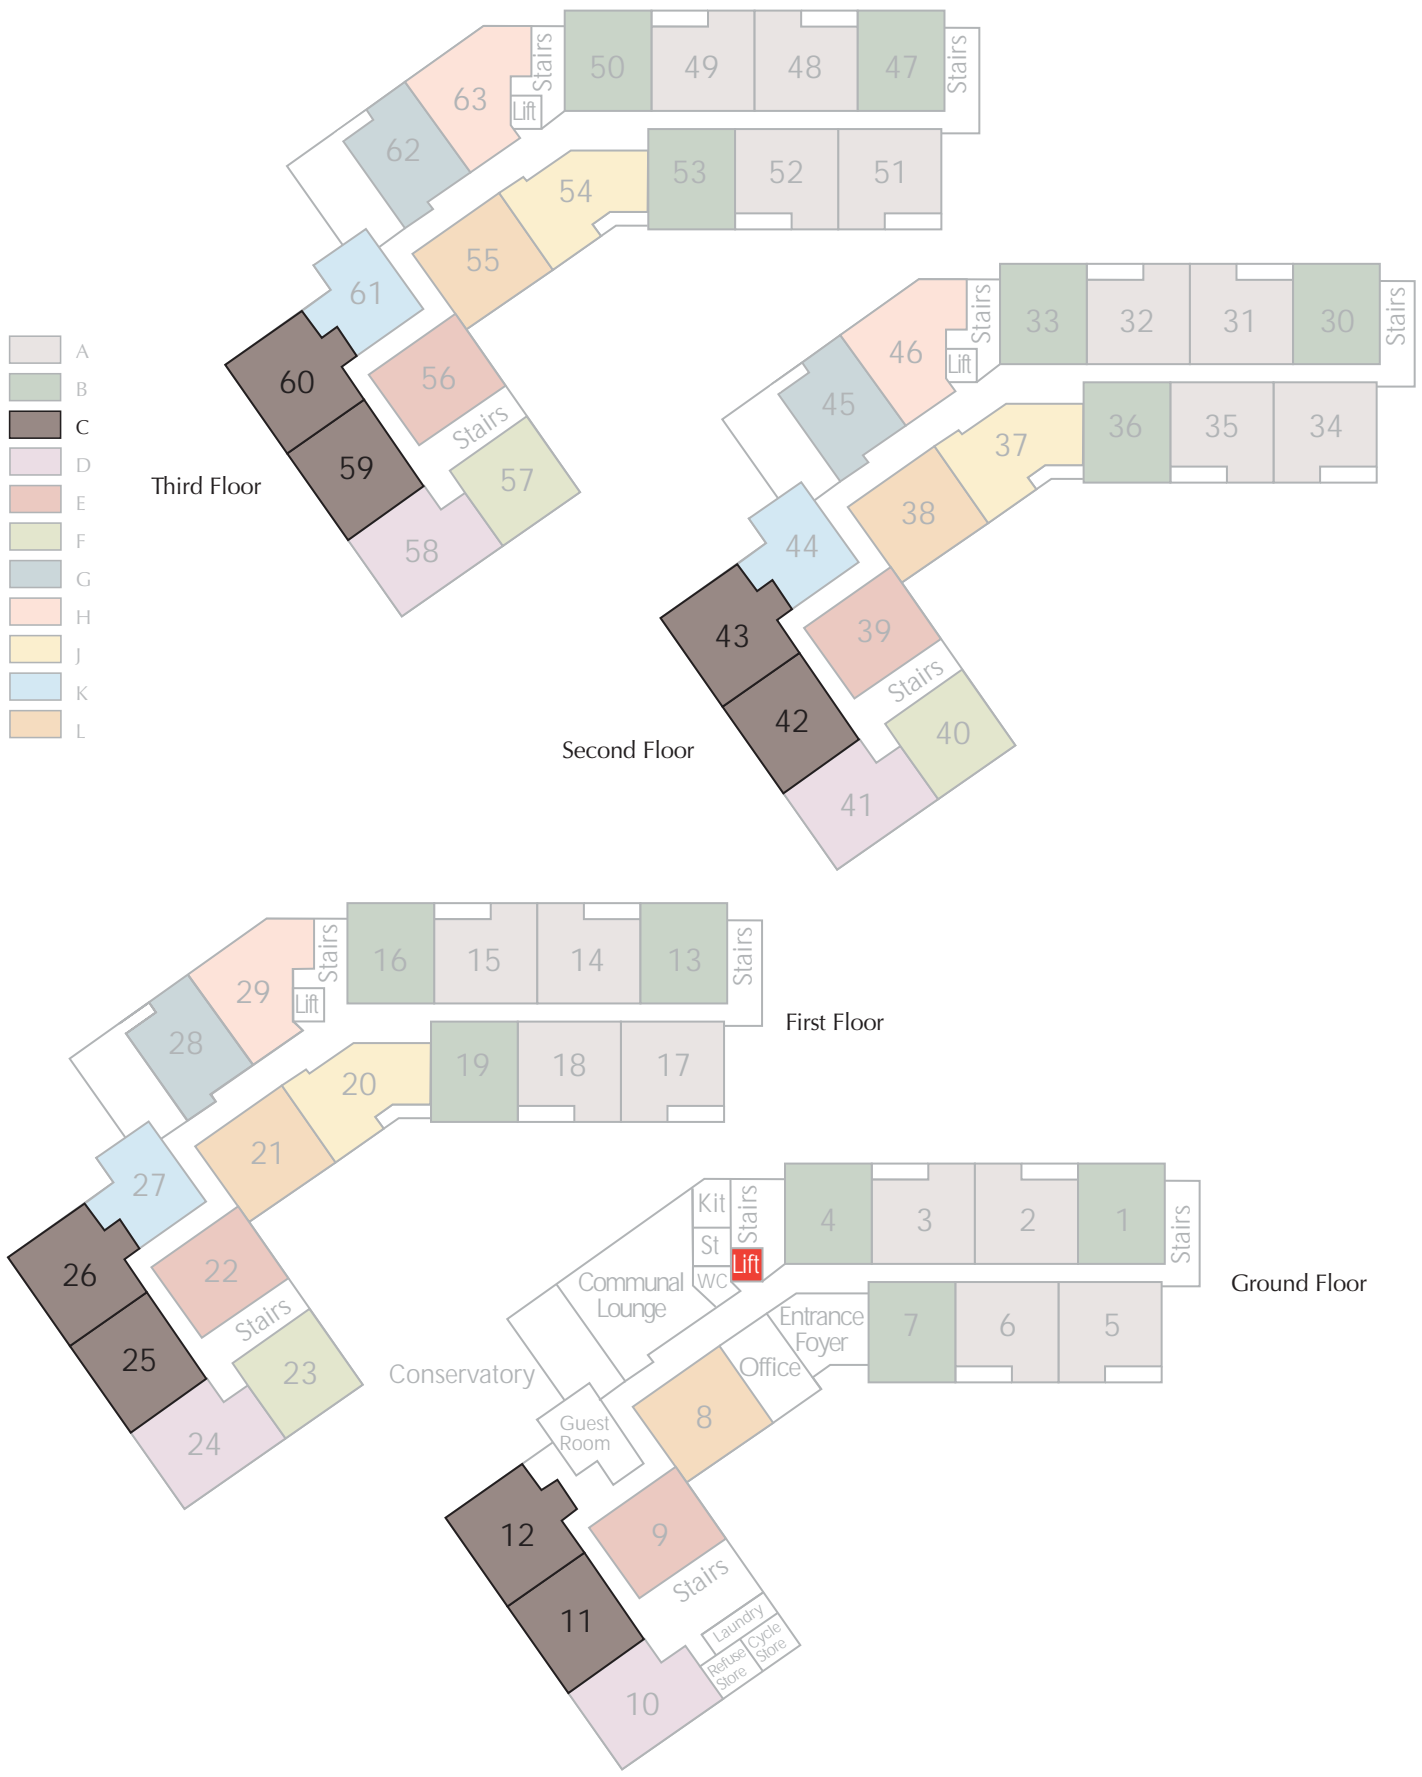 Stairs
50
49
48
47
Stairs
63
Lift
62
53
52
51
54
55
61
60
56
Stairs
59
57
58
Third Floor
A
B
C
D
E
F
G
H
J
K
L
Stairs
33
32
31
30
Stairs
46
Lift
45
36
35
34
37
38
44
43
39
Stairs
42
40
41
Second Floor
Stairs
16
15
14
13
Stairs
29
Lift
28
First Floor
19
18
17
20
21
27
26
22
Stairs
25
23
24
Kit
Stairs
4
3
2
1
Stairs
St
Lift
WC
Communal
Lounge
Ground Floor
Entrance
Foyer
7
6
5
Conservatory
Office
8
Guest
Room
12
9
Stairs
11
Laundry
Refuse
Store
Cycle
Store
10